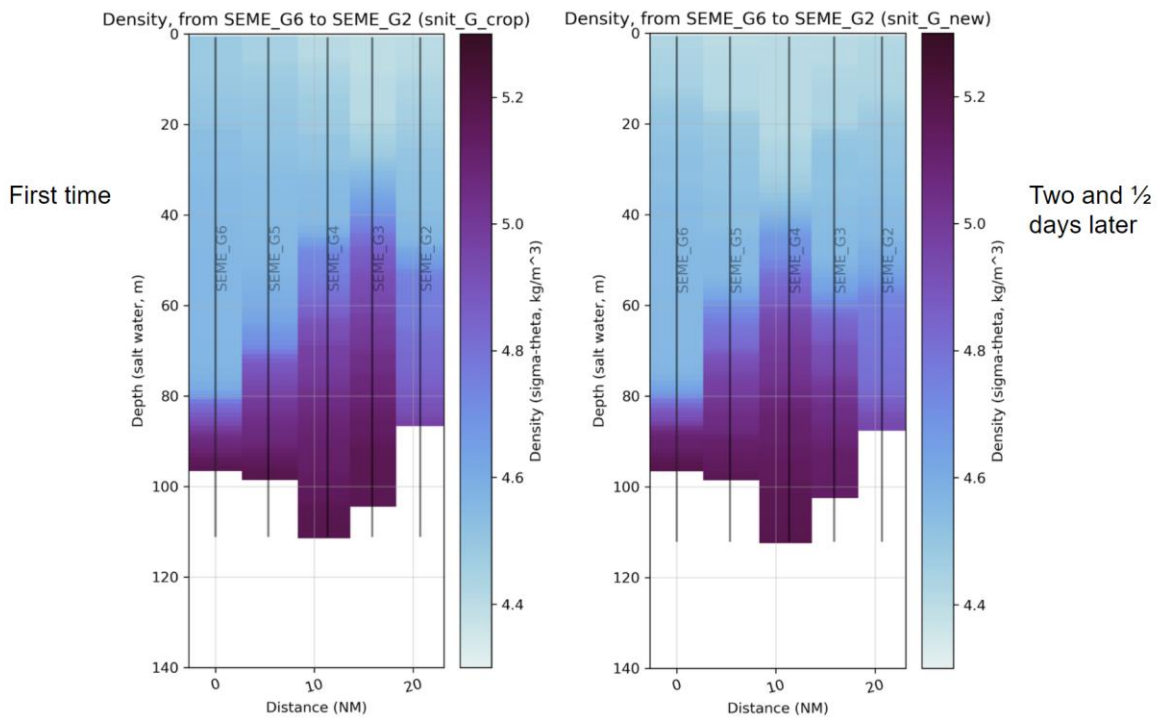 Density, from SEME_G6 to SEME_G2 (snit_G_crop)
Density, from SEME_G6 to SEME_G2 (snit_G_new)
First time
Two and ½
days later
0
20
40
60
80
100
120
140
Depth (salt water, m)
SEME_G6
SEME_G5
SEME_G4
SEME_G3
SEME_G2
0
10
20
Distance (NM)
5.2
5.0
4.8
4.6
4.4
Density (sigma-theta, kg/m^3)
0
20
40
60
80
100
120
140
Depth (salt water, m)
SEME_G6
SEME_G5
SEME_G4
SEME_G3
SEME_G2
0
10
20
Distance (NM)
5.2
5.0
4.8
4.6
4.4
Density (sigma-theta, kg/m^3)